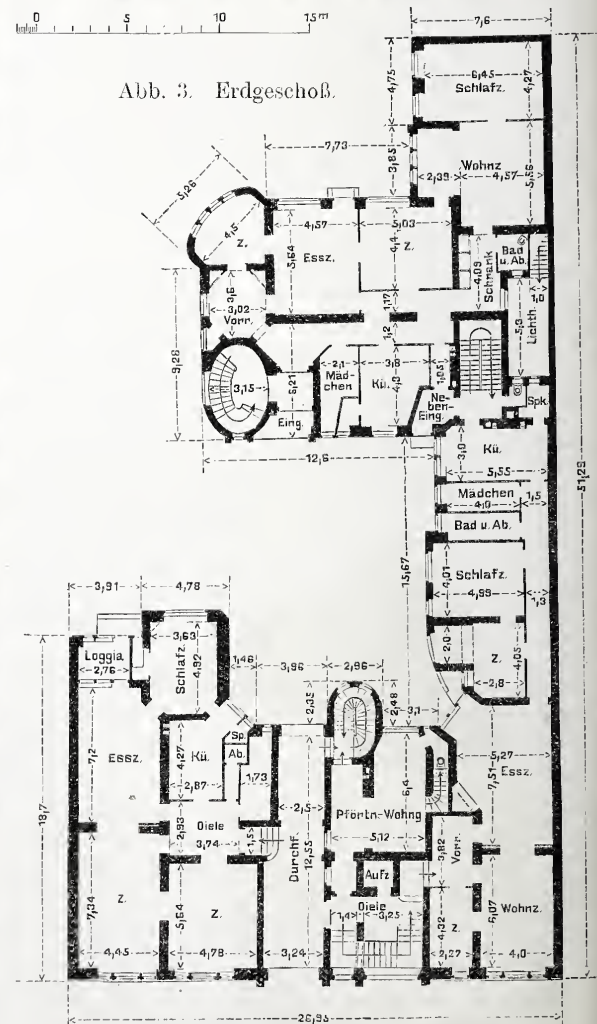 0 5 10 15 m
7,6
Abb. 3. Erdgeschoß.
4,75
6,45
4,27
Schlafz.
7,73
3,85
Wohnz
2,39
4,57
5,56
5,26
4,5
Z.
4,57
5,03
5,64
Essz.
4,4
Z.
4,09
Schrank
Bad
u. Ab.
1,0
9,28
3,6
3,02
Vorr.
1,17
1,2
5,3
Lichth.
3,15
6,21
2,1
Mäd-
chen
3,8
Kü.
4,3
1,05
Ne-
ben-
Eing.
Spk.
Eing.
12,6
3,0
Kü.
5,55
51,29
Mädchen
4,0
1,5
Bad u. Ab.
15,67
4,01
Schlafz.
4,99
1,3
3,91
4,78
3,63
Schlafz.
4,92
Loggia
2,76
1,46
3,96
2,96
2,0
Z.
4,05
2,8
2,35
2,48
3,1
18,7
7,2
Essz.
4,27
Kü.
2,87
Sp.
Ab.
1,73
2,5
6,4
5,27
7,51
Essz.
Pförtn-Wohng
5,12
2,93
Diele
3,74
1,5
Durchf.
12,55
3,82
Vorr.
Aufz
Diele
1,4
3,25
7,34
Z.
5,64
Z.
4,32
Z.
6,07
Wohnz.
4,45
4,78
3,24
2,27
4,0
26,95